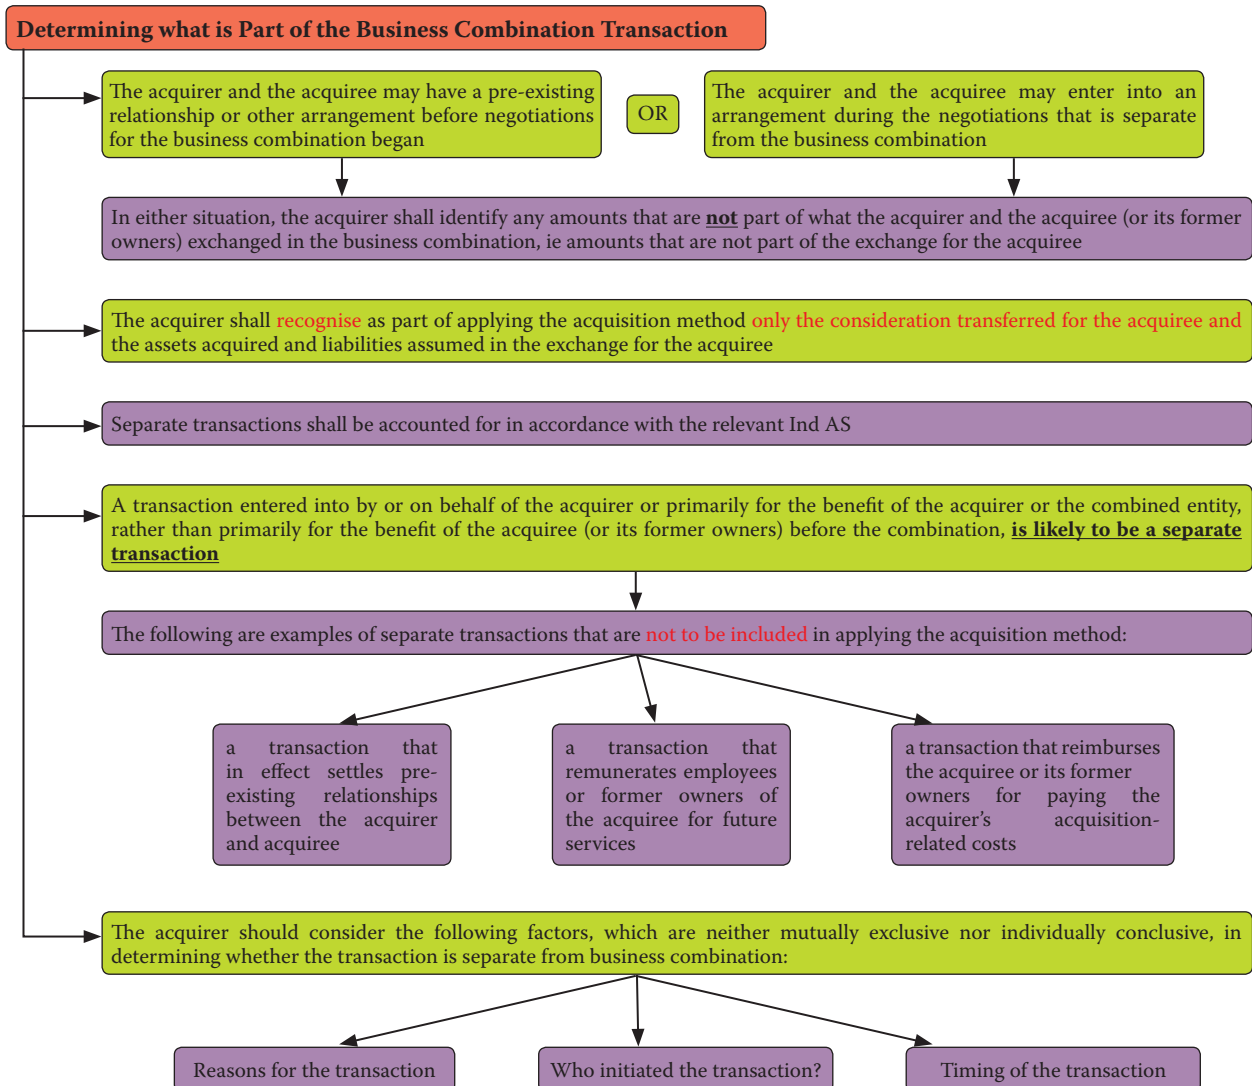 Determining what is Part of the Business Combination Transaction
The acquirer and the acquiree may have a pre-existing
relationship or other arrangement before negotiations
for the business combination began
OR
The acquirer and the acquiree may enter into an
arrangement during the negotiations that is separate
from the business combination
In either situation, the acquirer shall identify any amounts that are not part of what the acquirer and the acquiree (or its former
owners) exchanged in the business combination, ie amounts that are not part of the exchange for the acquiree
The acquirer shall recognise as part of applying the acquisition method only the consideration transferred for the acquiree and
the assets acquired and liabilities assumed in the exchange for the acquiree
Separate transactions shall be accounted for in accordance with the relevant Ind AS
A transaction entered into by or on behalf of the acquirer or primarily for the benefit of the acquirer or the combined entity,
rather than primarily for the benefit of the acquiree (or its former owners) before the combination, is likely to be a separate
transaction
The following are examples of separate transactions that are not to be included in applying the acquisition method:
a transaction that
in effect settles pre-
existing relationships
between the acquirer
and acquiree
a transaction that
remunerates employees
or former owners of
the acquiree for future
services
a transaction that reimburses
the acquiree or its former
owners for paying the
acquirer's acquisition-
related costs
The acquirer should consider the following factors, which are neither mutually exclusive nor individually conclusive, in
determining whether the transaction is separate from business combination:
Reasons for the transaction
Who initiated the transaction?
Timing of the transaction